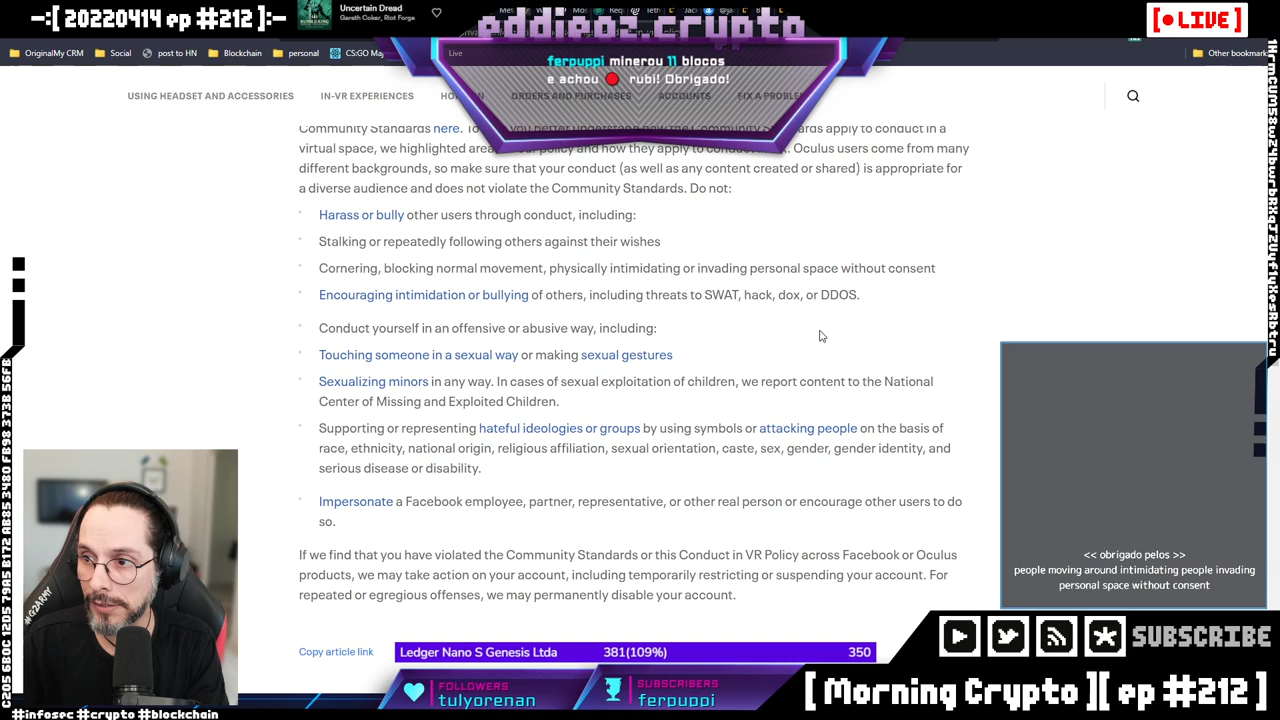 —:[ 20220414 ep #212 ]:—
Uncertain Dread
Gareth Coker, Riot Forge
eddieoz crypto
[ ● LIVE ]
OriginalMy CRM
Social
post to HN
Blockchain
personal
Live
Other bookmark
ferpuppi minerou 11 blocos
e achou rubi! Obrigado!
USING HEADSET AND ACCESSORIES
IN-VR EXPERIENCES
ORDERS AND PURCHASES
ACCOUNTS
Community Standards here.
virtual space, we highlighted
Oculus users come from many
different backgrounds, so make sure that your conduct (as well as any content created or shared) is appropriate for
a diverse audience and does not violate the Community Standards. Do not:
Harass or bully other users through conduct, including:
Stalking or repeatedly following others against their wishes
Cornering, blocking normal movement, physically intimidating or invading personal space without consent
Encouraging intimidation or bullying of others, including threats to SWAT, hack, dox, or DDOS.
Conduct yourself in an offensive or abusive way, including:
Touching someone in a sexual way or making sexual gestures
Sexualizing minors in any way. In cases of sexual exploitation of children, we report content to the National
Center of Missing and Exploited Children.
Supporting or representing hateful ideologies or groups by using symbols or attacking people on the basis of
race, ethnicity, national origin, religious affiliation, sexual orientation, caste, sex, gender, gender identity, and
serious disease or disability.
Impersonate a Facebook employee, partner, representative, or other real person or encourage other users to do
so.
If we find that you have violated the Community Standards or this Conduct in VR Policy across Facebook or Oculus
products, we may take action on your account, including temporarily restricting or suspending your account. For
repeated or egregious offenses, we may permanently disable your account.
<< obrigado pelos >>
people moving around intimidating people invading
personal space without consent
Copy article link
Ledger Nano S Genesis Ltda 381(109%) 350
SUBSCRIBE
FOLLOWERS
tulyorenan
SUBSCRIBERS
ferpuppi
[ Morning Crypto ][ ep #212 ]
#infosec #crypto #blockchain